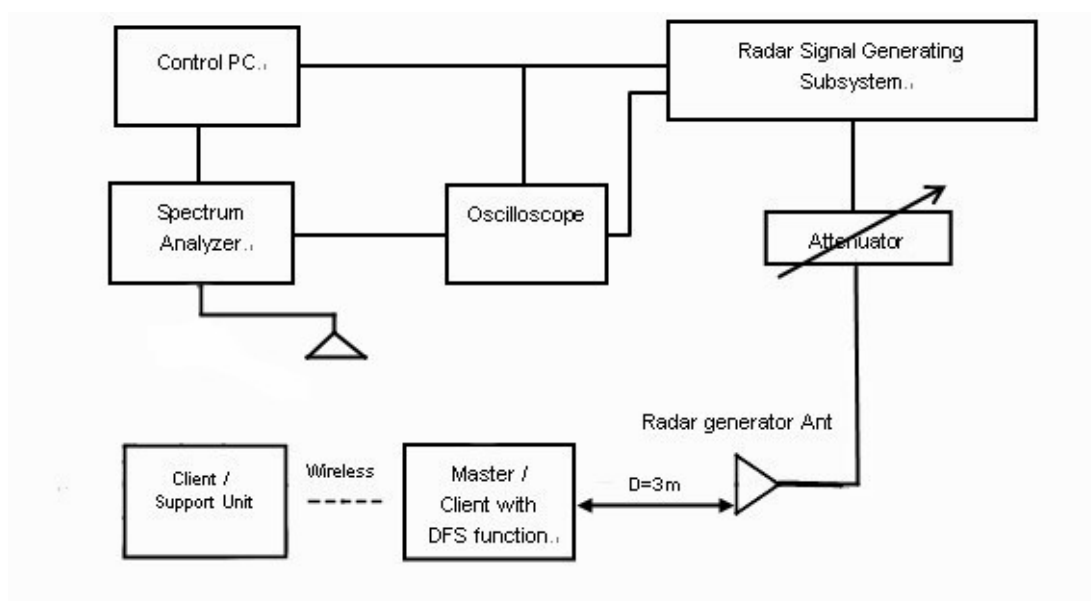 Control PC.
Radar Signal Generating
Subsystem.
Spectrum
Analyzer.
Oscilloscope
Attenuator
Radar generator Ant
Client /
Support Unit
Wireless
Master /
Client with
DFS function.
D=3m